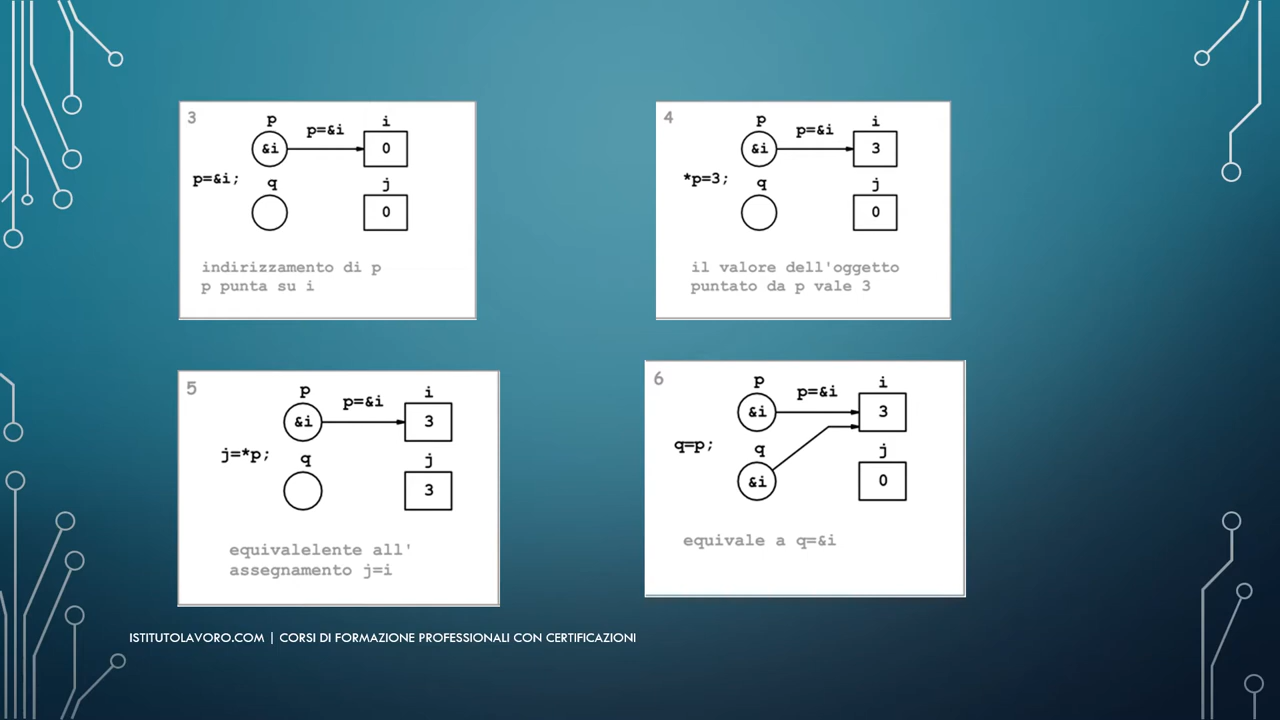 3
p i
p=&i
&i 0
p=&i;
q j
0
indirizzamento di p
p punta su i
4
p i
p=&i
&i 3
*p=3;
q j
0
il valore dell'oggetto
puntato da p vale 3
5
p i
p=&i
&i 3
j=*p;
q j
3
equivalelente all'
assegnamento j=i
6
p i
p=&i
&i 3
q=p;
q j
&i 0
equivale a q=&i
ISTITUTOLAVORO.COM | CORSI DI FORMAZIONE PROFESSIONALI CON CERTIFICAZIONI